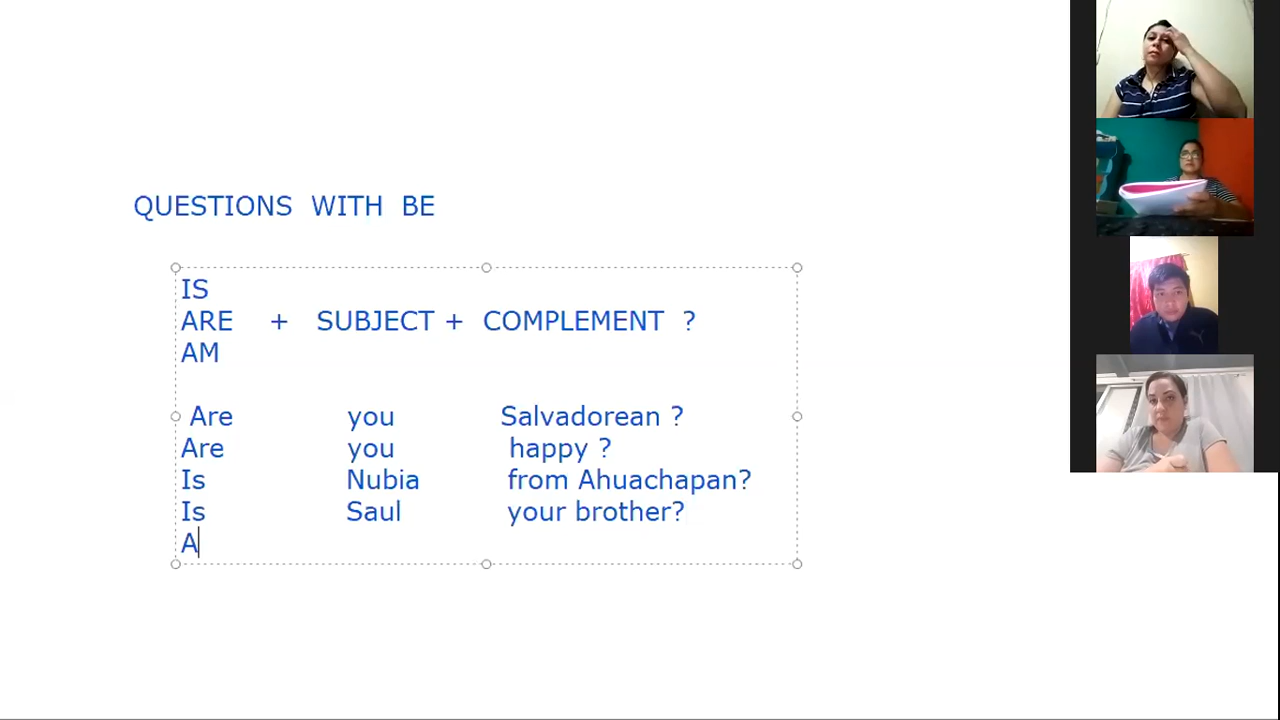 QUESTIONS WITH BE
IS
ARE + SUBJECT + COMPLEMENT ?
AM
Are you Salvadorean ?
Are you happy ?
Is Nubia from Ahuachapan?
Is Saul your brother?
A